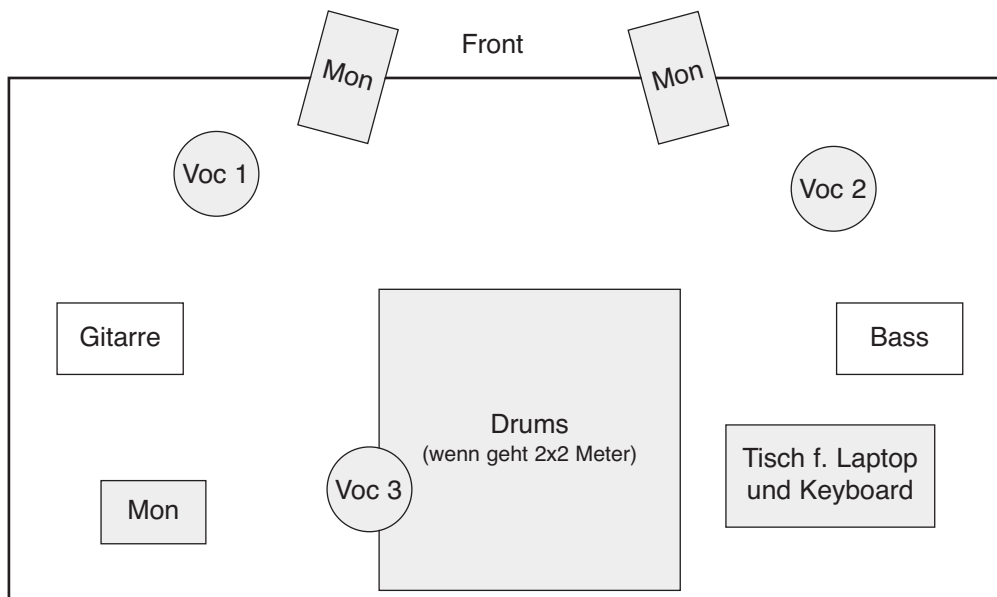 Front
Mon
Mon
Voc 1
Voc 2
Gitarre
Bass
Drums
(wenn geht 2x2 Meter)
Tisch f. Laptop
und Keyboard
Voc 3
Mon